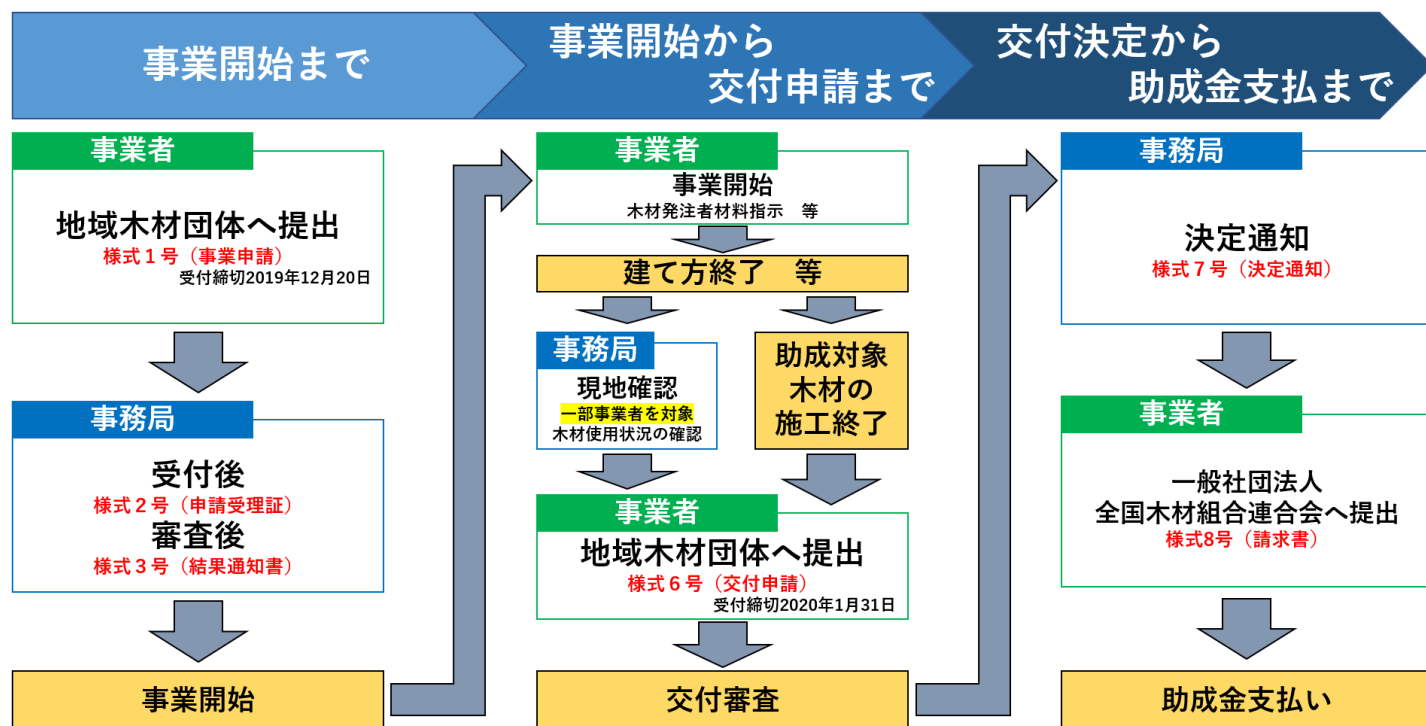 事業開始まで
事業開始から
交付申請まで
交付決定から
助成金支払まで
事業者
地域木材団体へ提出
様式１号（事業申請）
受付締切2019年12月20日
事務局
受付後
様式２号（申請受理証）
審査後
様式３号（結果通知書）
事業開始
事業者
事業開始
木材発注者材料指示　等
建て方終了　等
事務局
現地確認
一部事業者を対象
木材使用状況の確認
助成対象
木材の
施工終了
事業者
地域木材団体へ提出
様式６号（交付申請）
受付締切2020年1月31日
交付審査
事務局
決定通知
様式７号（決定通知）
事業者
一般社団法人
全国木材組合連合会へ提出
様式8号（請求書）
助成金支払い